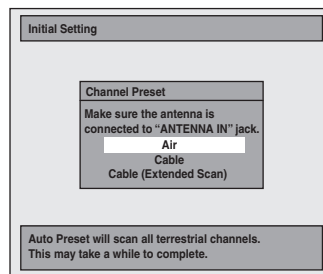 Initial Setting
Channel Preset
Make sure the antenna is
connected to “ANTENNA IN” jack.
Air
Cable
Cable (Extended Scan)
Auto Preset will scan all terrestrial channels.
This may take a while to complete.